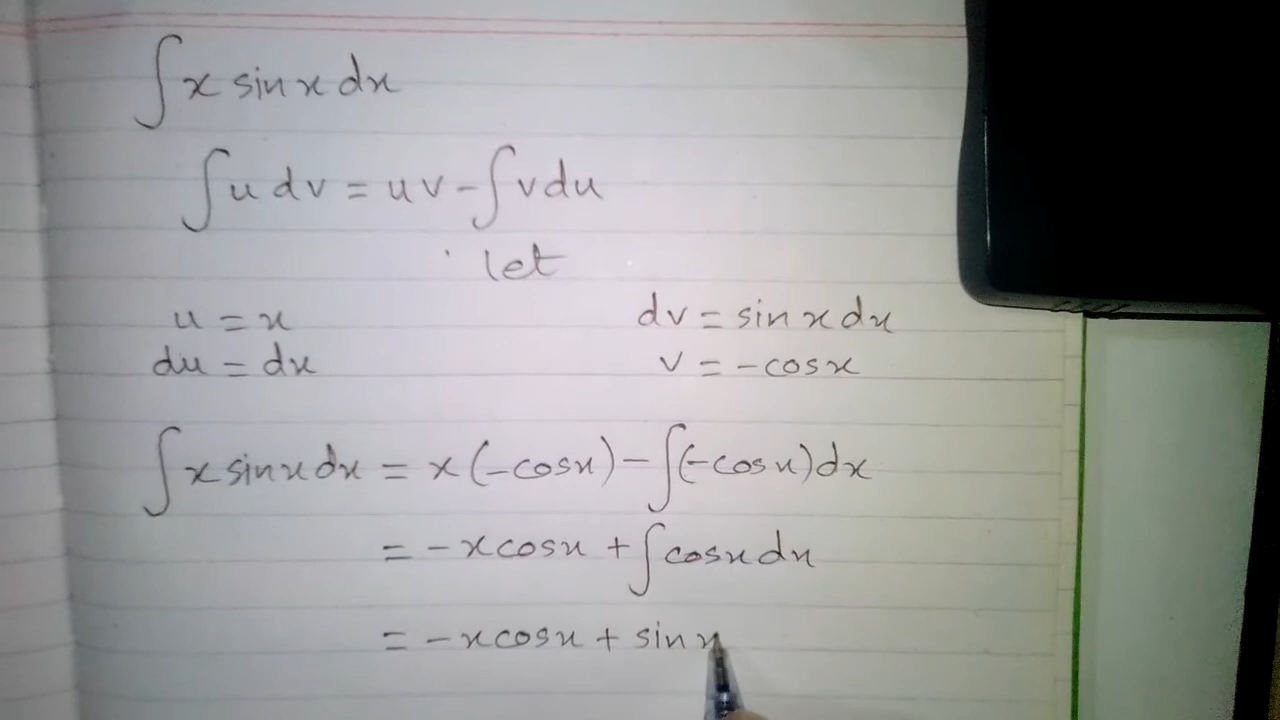 ∫x sin x dx
∫u dv = uv - ∫v du
let
u = x
dv = sin x dx
du = dx
v = -cos x
∫x sin x dx = x(-cos x) - ∫(-cos x)dx
= -x cos x + ∫cos x dx
= -x cos x + sin x